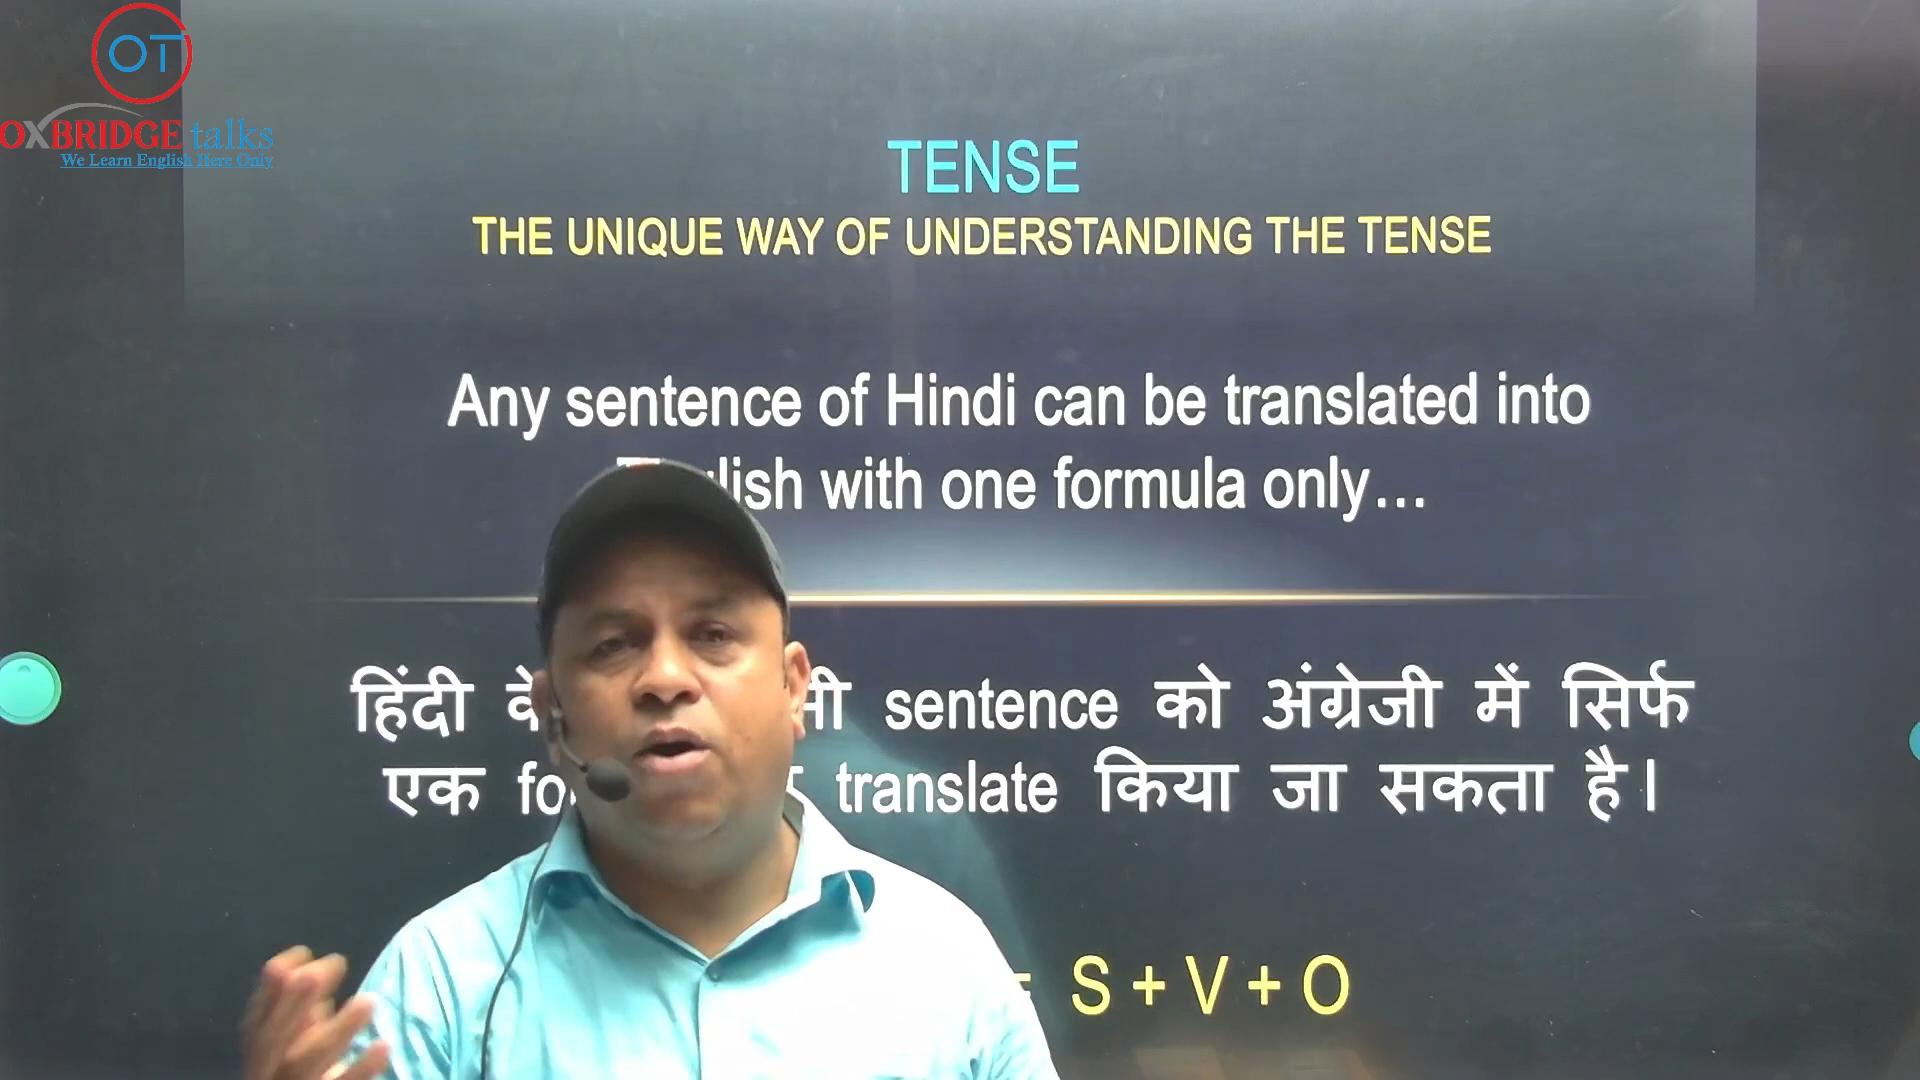 OT
OXBRIDGE talks
We Learn English Here Only
TENSE
THE UNIQUE WAY OF UNDERSTANDING THE TENSE
Any sentence of Hindi can be translated into
with one formula only...
हिंदी sentence को अंग्रेजी में सिर्फ
एक translate किया जा सकता है।
= S + V + O